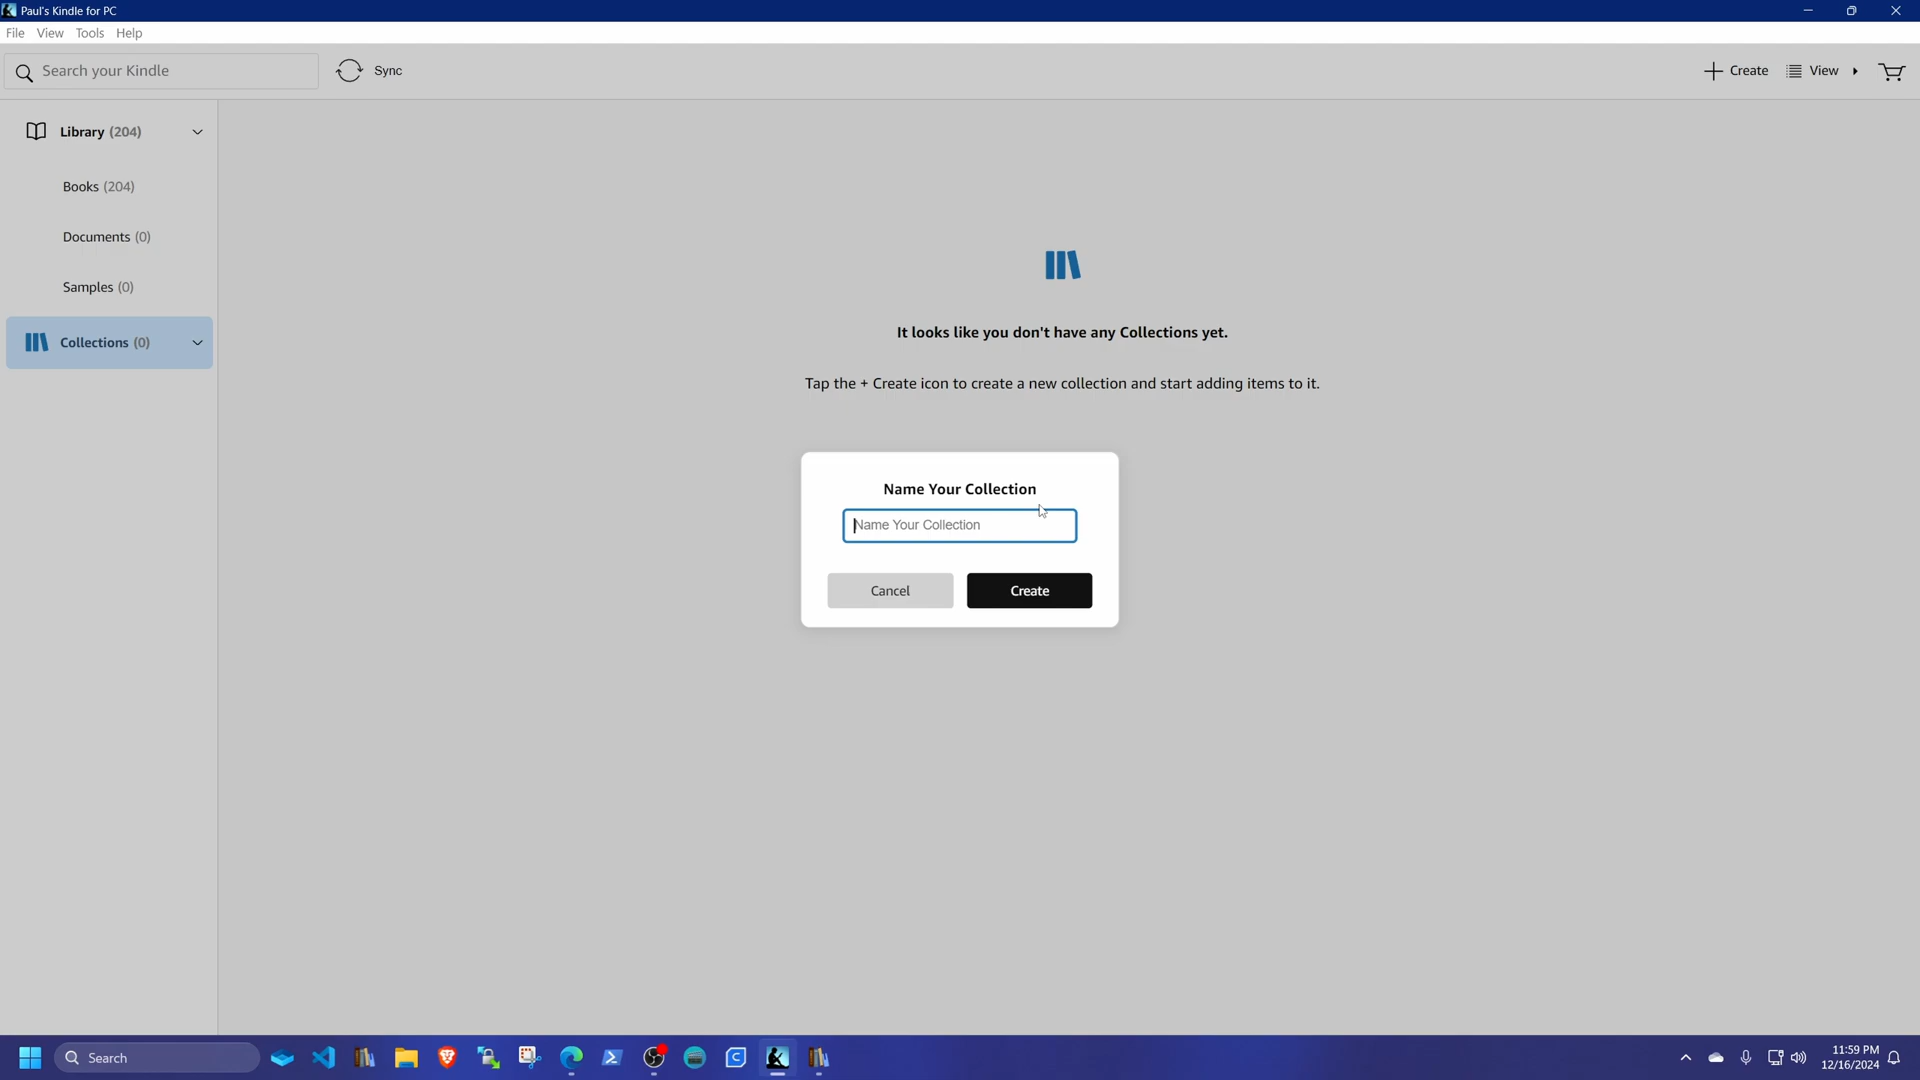 Paul's Kindle for PC
File View Tools Help
Search your Kindle
Sync
Create
View
Library (204)
Books (204)
Documents (0)
Samples (0)
Collections (0)
It looks like you don't have any Collections yet.
Tap the + Create icon to create a new collection and start adding items to it.
Name Your Collection
Name Your Collection
Cancel
Create
Search
11:59 PM
12/16/2024